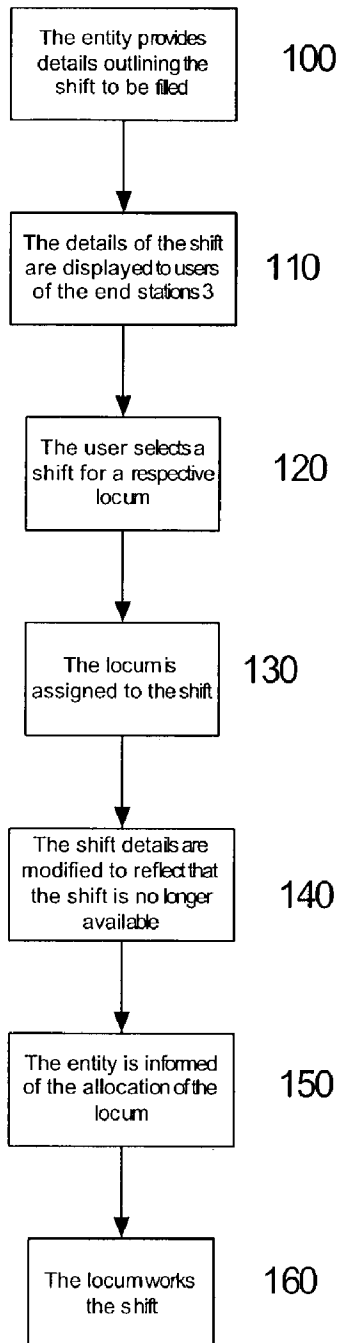 The entity provides
details outlining the
shift to be filled
100
The details of the shift
are displayed to users
of the end stations 3
110
The user selects a
shift for a respective
locum
120
The locum is
assigned to the shift
130
The shift details are
modified to reflect that
the shift is no longer
available
140
The entity is informed
of the allocation of the
locum
150
The locum works
the shift
160